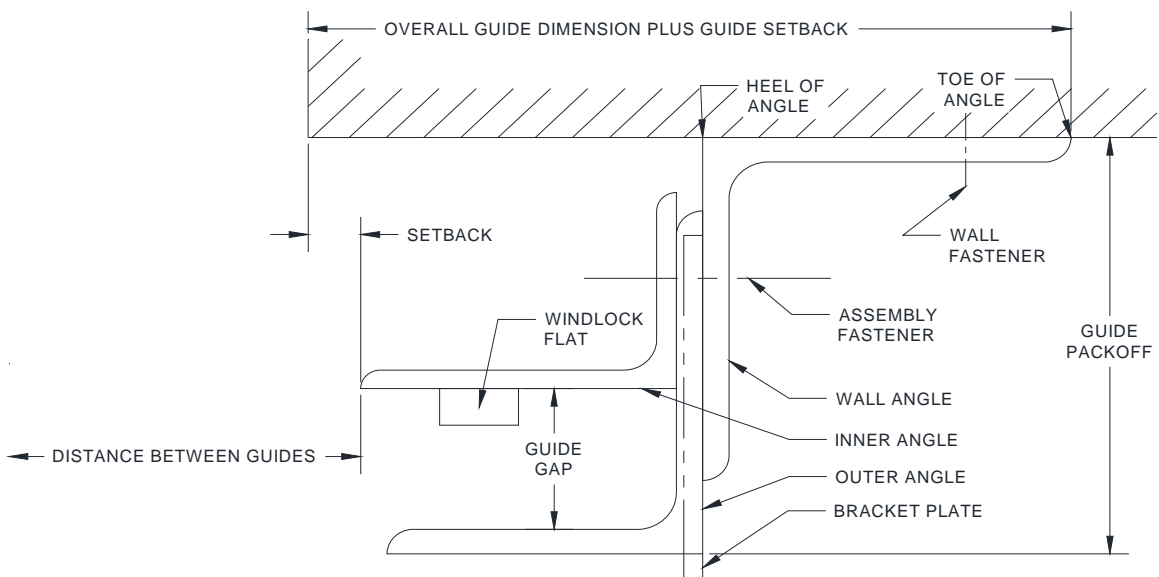 OVERALL GUIDE DIMENSION PLUS GUIDE SETBACK
HEEL OF
ANGLE
TOE OF
ANGLE
SETBACK
WALL
FASTENER
WINDLOCK
FLAT
ASSEMBLY
FASTENER
GUIDE
PACKOFF
WALL ANGLE
INNER ANGLE
GUIDE
GAP
DISTANCE BETWEEN GUIDES
OUTER ANGLE
BRACKET PLATE